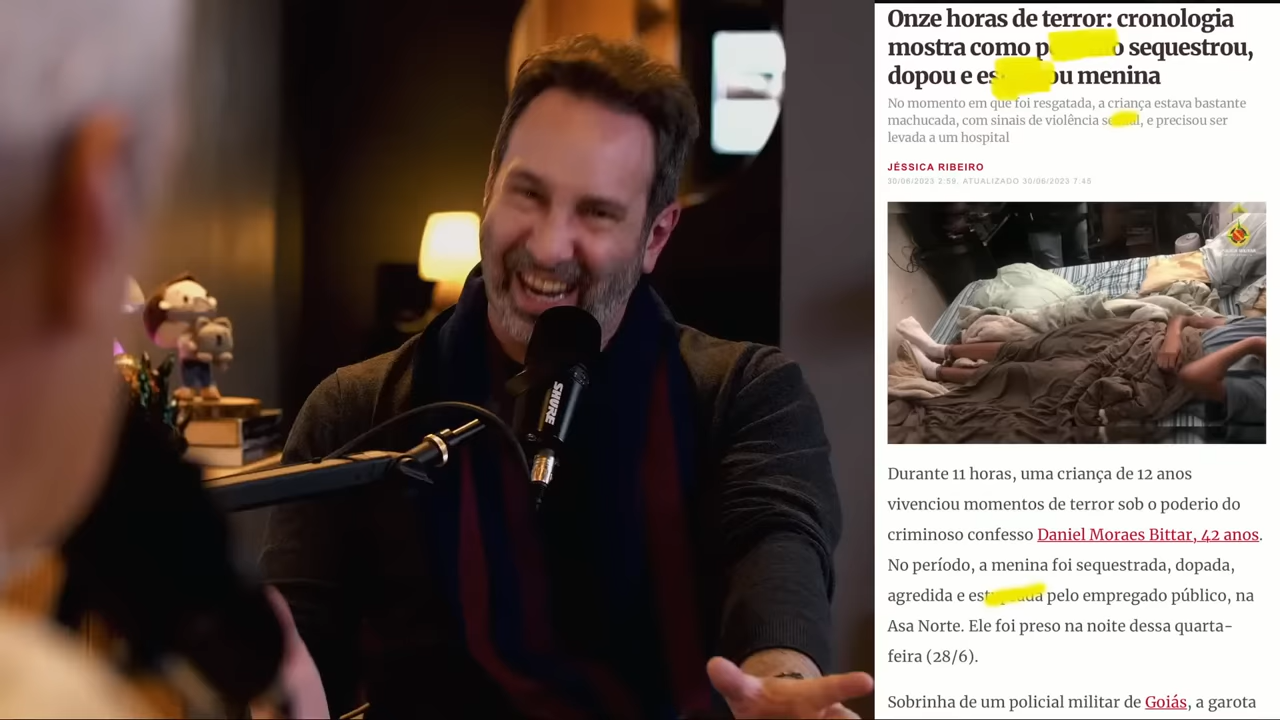 SHURE
Onze horas de terror: cronologia
mostra como p o sequestrou,
dopou e es ou menina
No momento em que foi resgatada, a criança estava bastante
machucada, com sinais de violência s l, e precisou ser
levada a um hospital
JÉSSICA RIBEIRO
30/06/2023 2:59, ATUALIZADO 30/06/2023 7:45
Durante 11 horas, uma criança de 12 anos
vivenciou momentos de terror sob o poderio do
criminoso confesso Daniel Moraes Bittar, 42 anos.
No período, a menina foi sequestrada, dopada,
agredida e es da pelo empregado público, na
Asa Norte. Ele foi preso na noite dessa quarta-
feira (28/6).
Sobrinha de um policial militar de Goiás, a garota